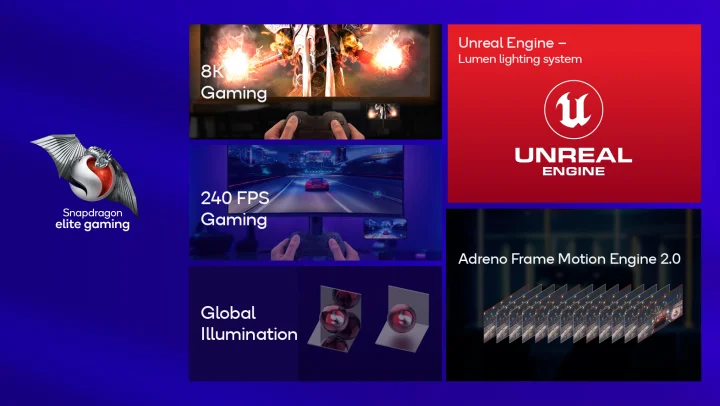 Snapdragon
elite gaming
8K
Gaming
240 FPS
Gaming
Global
Illumination
Unreal Engine –
Lumen lighting system
UNREAL
ENGINE
Adreno Frame Motion Engine 2.0